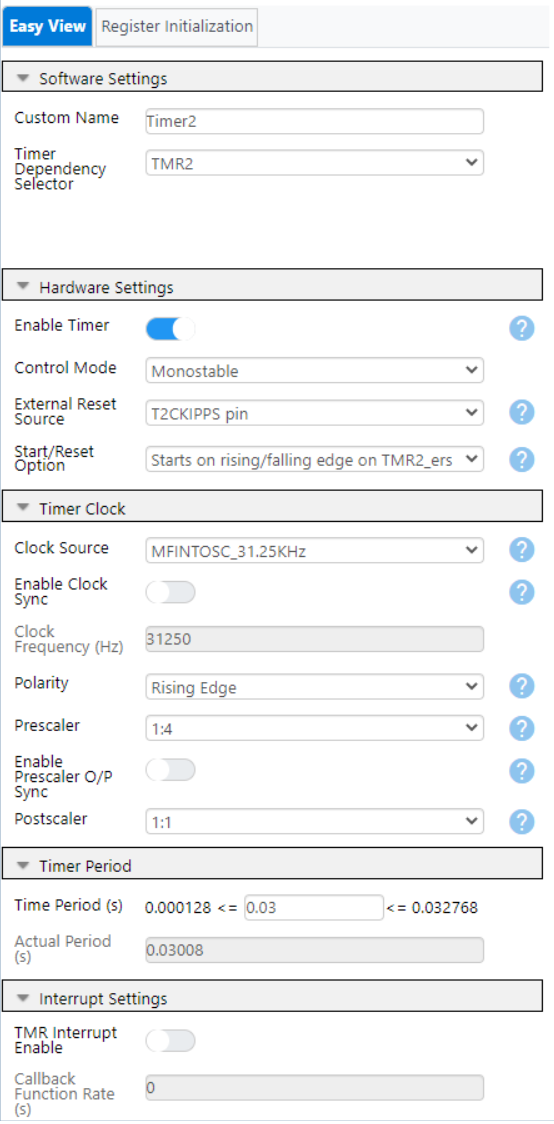 Easy View Register Initialization
Software Settings
Custom Name Timer2
Timer
Dependency
Selector
TMR2
Hardware Settings
Enable Timer ?
Control Mode Monostable
External Reset
Source
T2CKIPPS pin ?
Start/Reset
Option
Starts on rising/falling edge on TMR2_ers ?
Timer Clock
Clock Source MFINTOSC_31.25KHz ?
Enable Clock
Sync
?
Clock
Frequency (Hz)
31250
Polarity Rising Edge ?
Prescaler 1:4 ?
Enable
Prescaler O/P
Sync
?
Postscaler 1:1 ?
Timer Period
Time Period (s) 0.000128 <= 0.03 <= 0.032768
Actual Period
(s)
0.03008
Interrupt Settings
TMR Interrupt
Enable
Callback
Function Rate
(s)
0